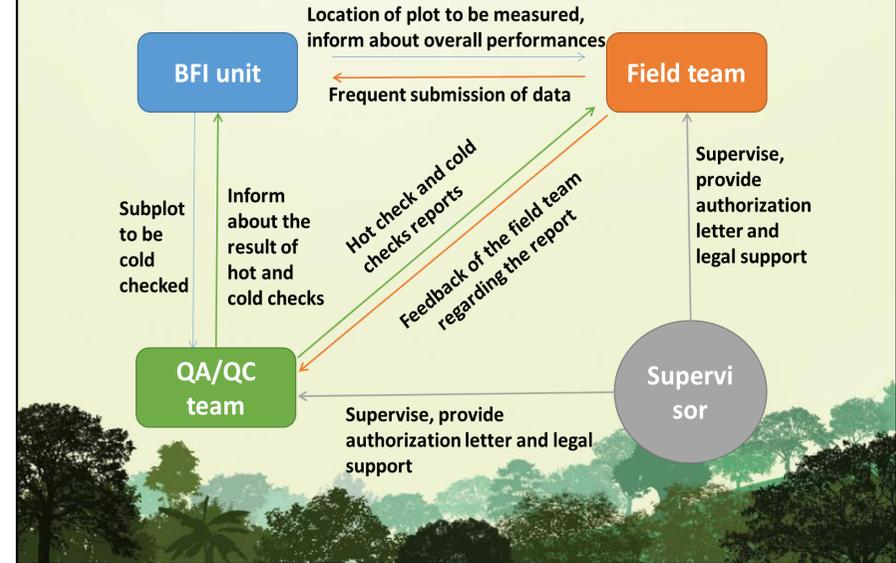 Location of plot to be measured,
inform about overall performances
BFI unit
Field team
Frequent submission of data
Hot check and cold
checks reports
Feedback of the field team
regarding the report
Supervise,
provide
authorization
letter and
legal support
Subplot
to be
cold
checked
Inform
about the
result of
hot and
cold checks
QA/QC
team
Supervi
sor
Supervise, provide
authorization letter and legal
support